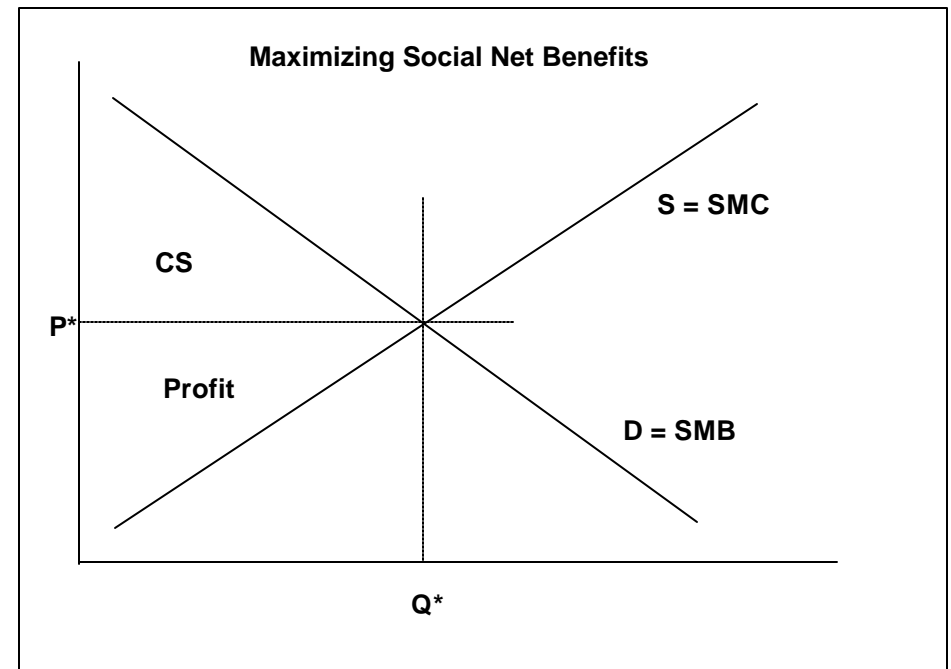 Maximizing Social Net Benefits
S = SMC
CS
P*
Profit
D = SMB
Q*